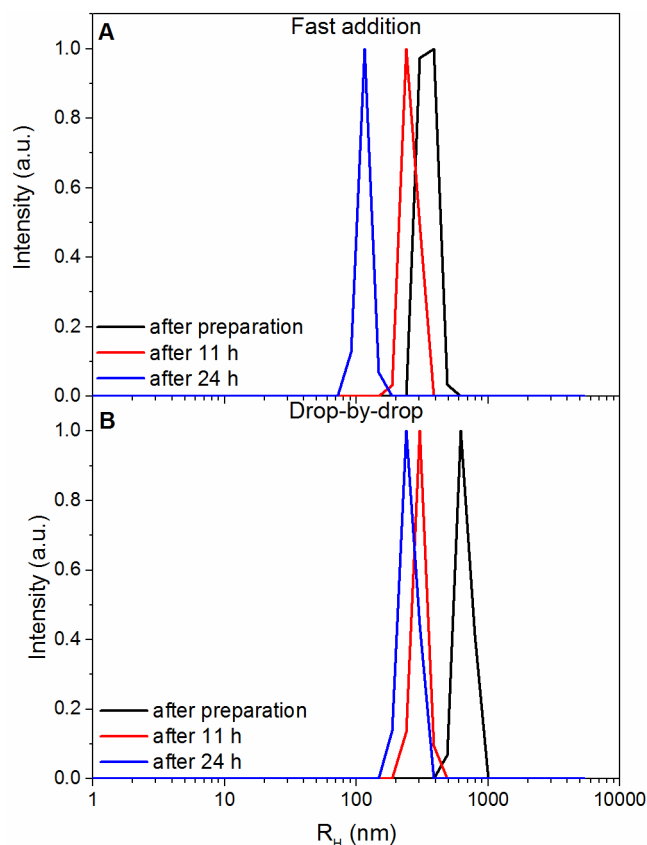 A
Fast addition
1.0
0.8
0.6
0.4
0.2
0.0
Intensity (a.u.)
after preparation
after 11 h
after 24 h
B
Drop-by-drop
1.0
0.8
0.6
0.4
0.2
0.0
Intensity (a.u.)
after preparation
after 11 h
after 24 h
1 10 100 1000 10000
R_H (nm)